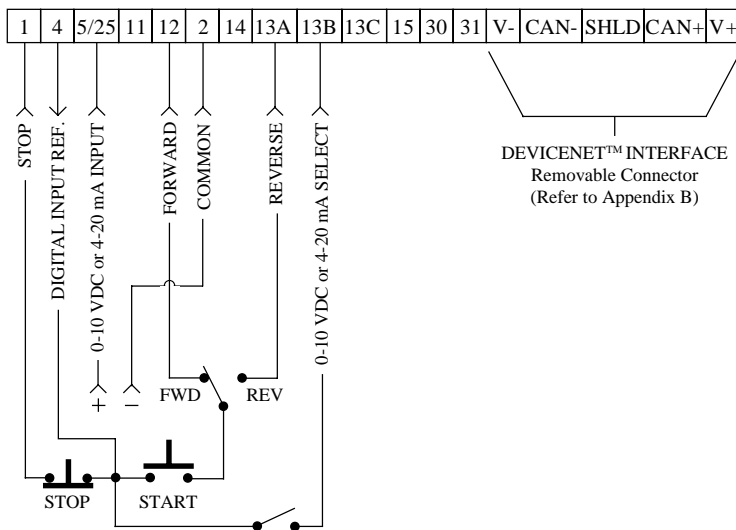 1 4 5/25 11 12 2 14 13A 13B 13C 15 30 31 V- CAN- SHLD CAN+ V+
STOP
DIGITAL INPUT REF.
0-10 VDC or 4-20 mA INPUT
FORWARD
COMMON
REVERSE
0-10 VDC or 4-20 mA SELECT
DEVICENET™ INTERFACE
Removable Connector
(Refer to Appendix B)
+ −
FWD REV
STOP START